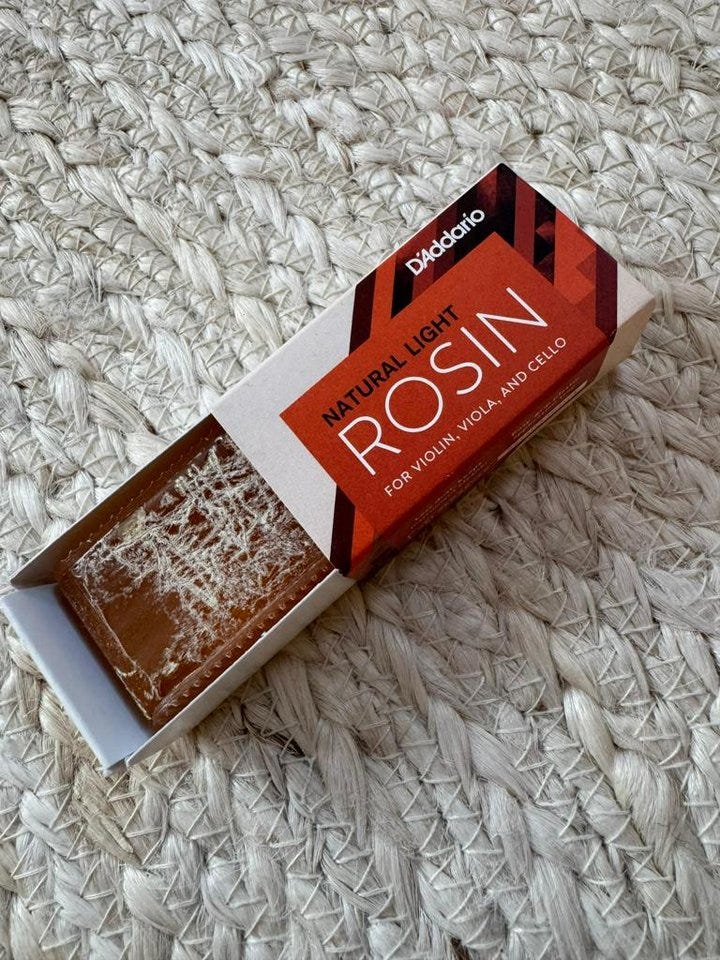 D'Addario
NATURAL LIGHT
ROSIN
FOR VIOLIN, VIOLA, AND CELLO